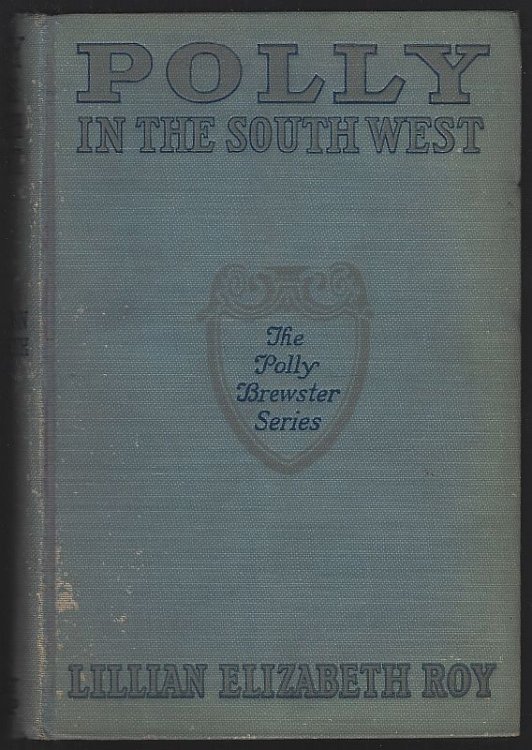 POLLY
IN THE SOUTH WEST
The
Polly
Brewster
Series
LILLIAN ELIZABETH ROY